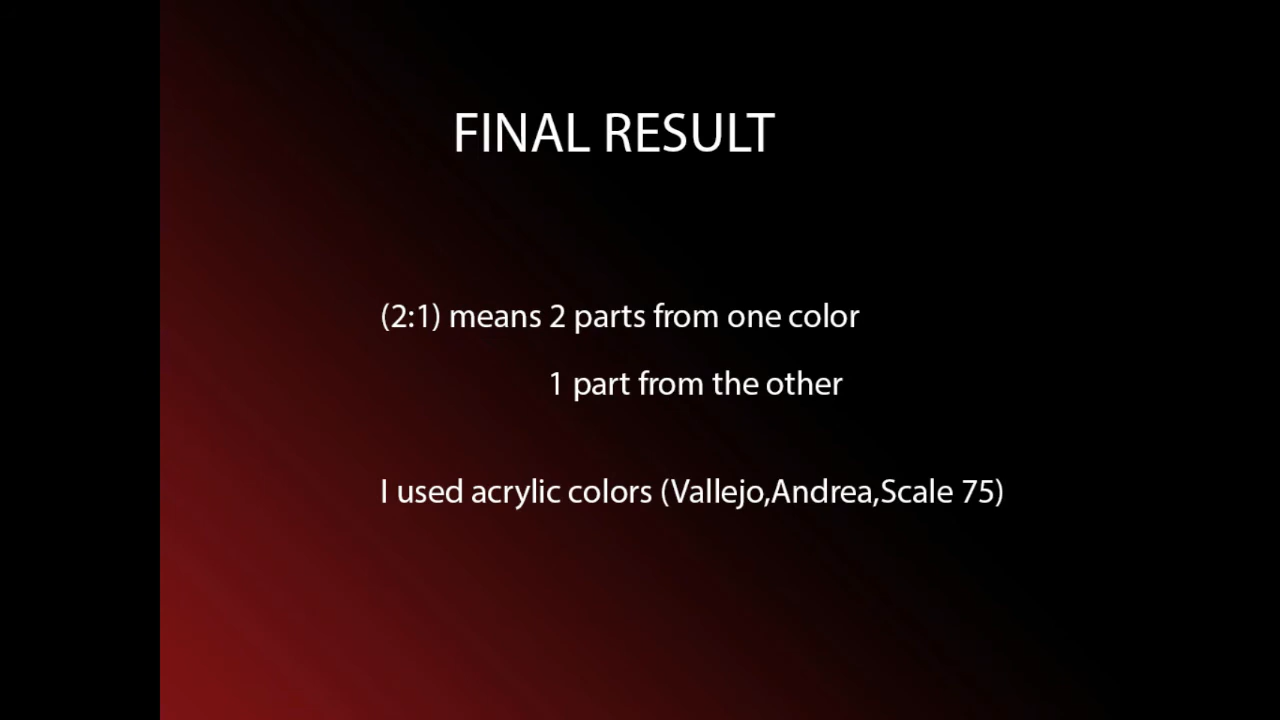 FINAL RESULT
(2:1) means 2 parts from one color
1 part from the other
I used acrylic colors (Vallejo,Andrea,Scale 75)